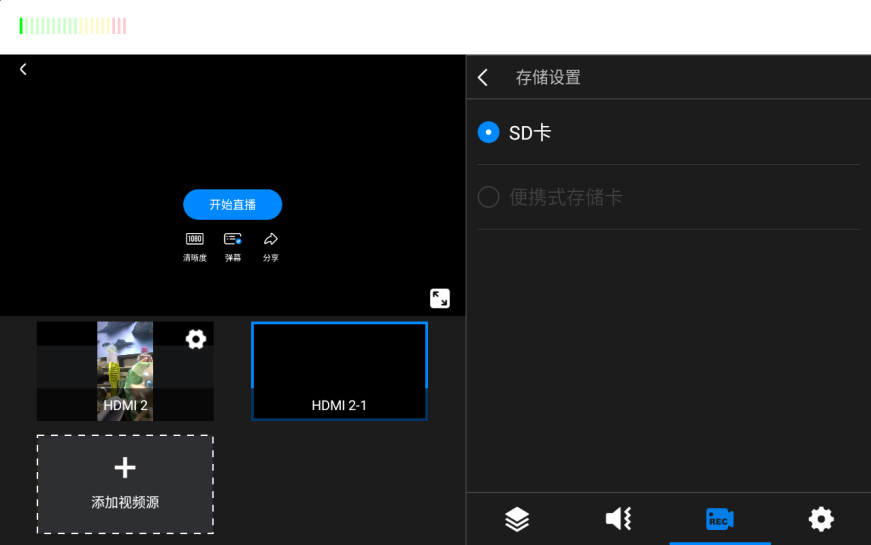 存储设置
SD卡
便携式存储卡
开始直播
1080
清晰度 弹幕 分享
HDMI 2
HDMI 2-1
添加视频源
REC